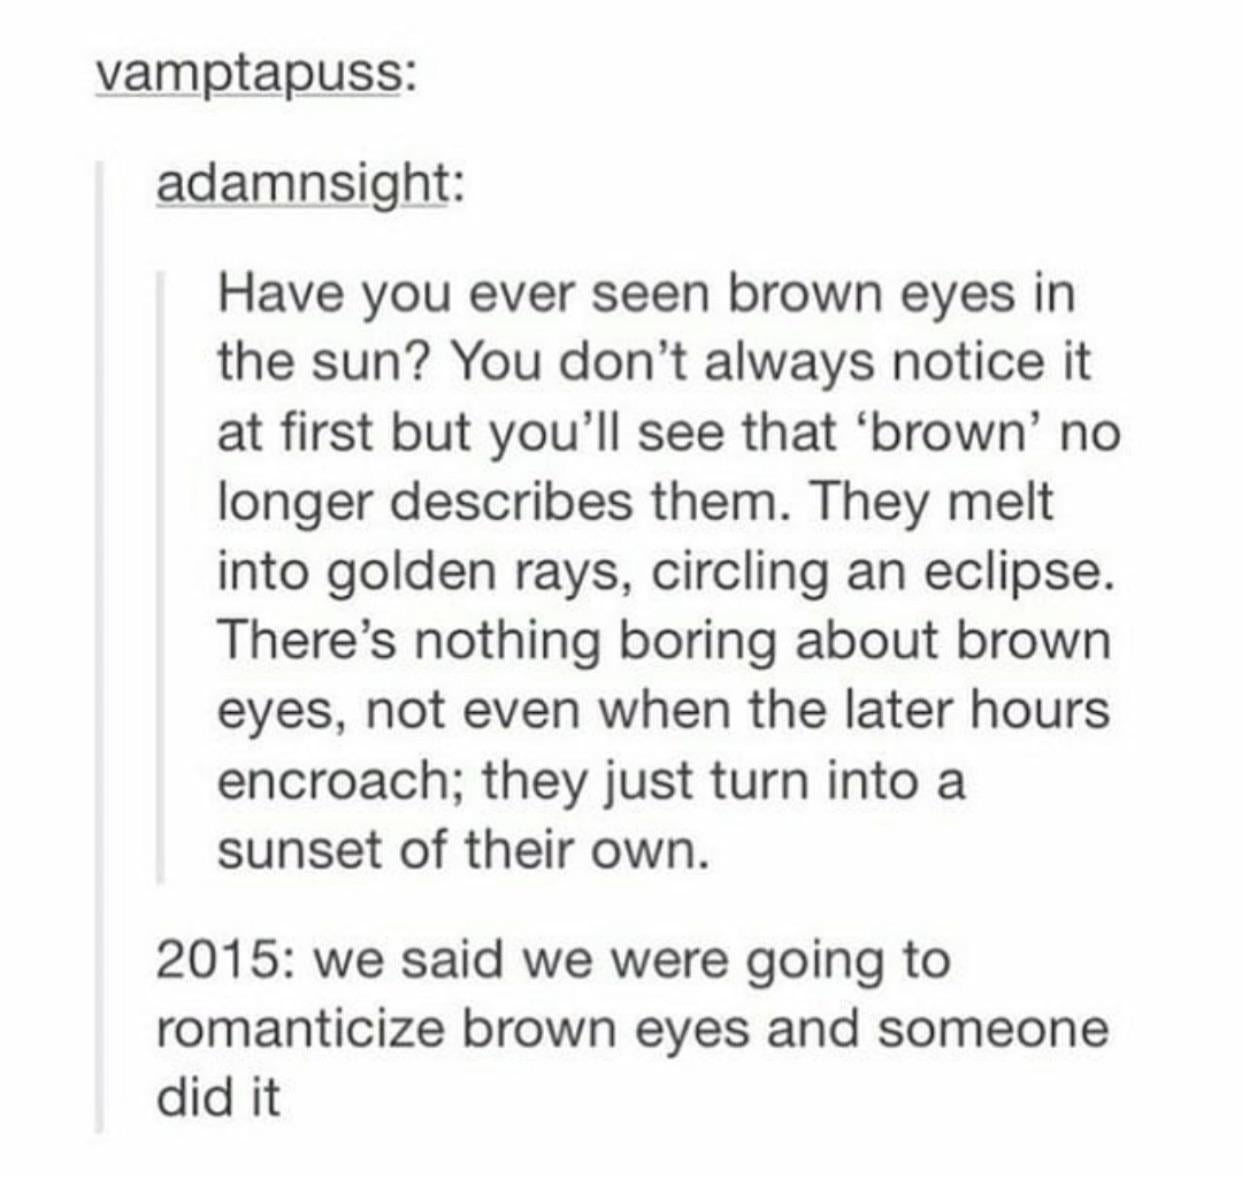 vamptapuss:
adamnsight:
Have you ever seen brown eyes in
the sun? You don't always notice it
at first but you'll see that ‘brown’ no
longer describes them. They melt
into golden rays, circling an eclipse.
There's nothing boring about brown
eyes, not even when the later hours
encroach; they just turn into a
sunset of their own.
2015: we said we were going to
romanticize brown eyes and someone
did it